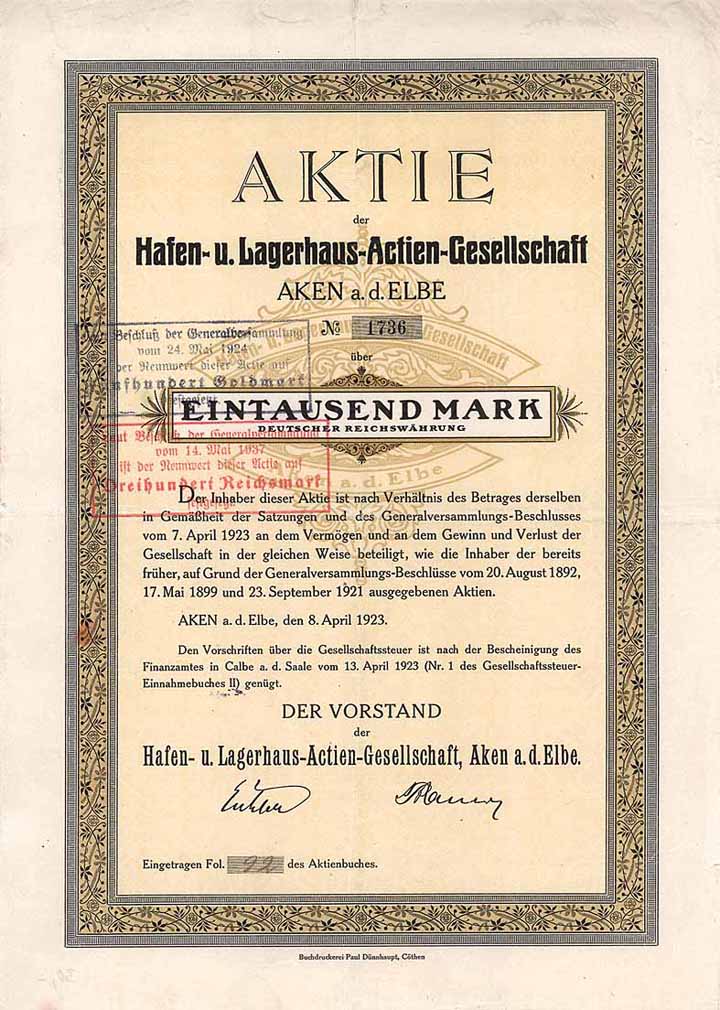 AKTIE
der
Hafen- u. Lagerhaus-Actien-Gesellschaft
AKEN a. d. ELBE
№ 1736
über
EINTAUSEND MARK
DEUTSCHER REICHSWÄHRUNG
Beschluß der Generalversammlung
vom 24. Mai 1924
der Nennwert dieser Actie auf
Goldmark
Laut Beschluß der Generalversammlung
vom 14. Mai 1937
ist der Nennwert dieser Actie auf
Dreihundert Reichsmark
festgesetzt.
Hafen- u. Lagerhaus Gesellschaft
Aken a. d. Elbe
Der Inhaber dieser Aktie ist nach Verhältnis des Betrages derselben
in Gemäßheit der Satzungen und des Generalversammlungs-Beschlusses
vom 7. April 1923 an dem Vermögen und an dem Gewinn und Verlust der
Gesellschaft in der gleichen Weise beteiligt, wie die Inhaber der bereits
früher, auf Grund der Generalversammlungs-Beschlüsse vom 20. August 1892,
17. Mai 1899 und 23. September 1921 ausgegebenen Aktien.
AKEN a. d. Elbe, den 8. April 1923.
Den Vorschriften über die Gesellschaftssteuer ist nach der Bescheinigung des
Finanzamtes in Calbe a. d. Saale vom 13. April 1923 (Nr. 1 des Gesellschaftssteuer-
Einnahmebuches II) genügt.
DER VORSTAND
der
Hafen- u. Lagerhaus-Actien-Gesellschaft, Aken a. d. Elbe.
Eingetragen Fol. 22 des Aktienbuches.
Buchdruckerei Paul Dünnhaupt, Cöthen